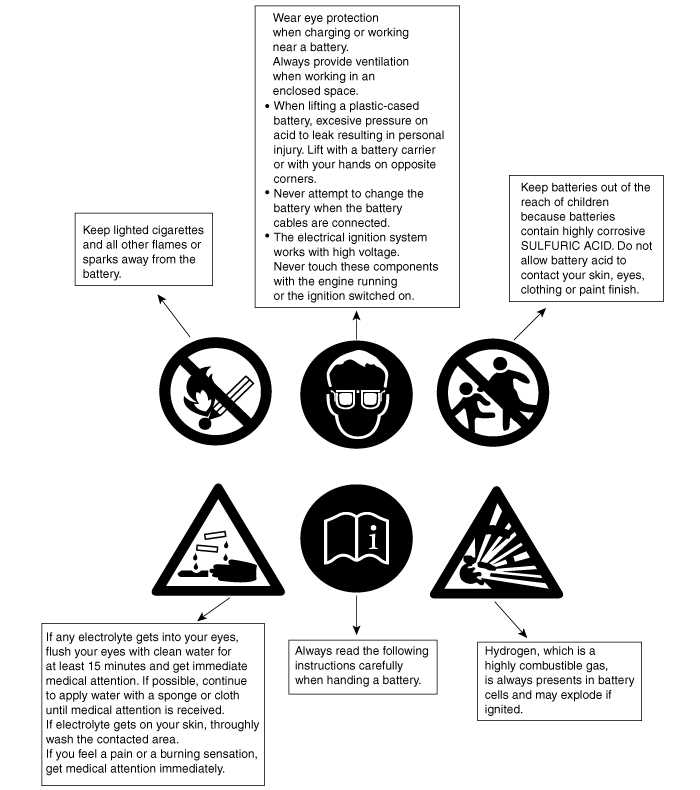 Wear eye protection
when charging or working
near a battery.
Always provide ventilation
when working in an
enclosed space.
• When lifting a plastic-cased
battery, excesive pressure on
acid to leak resulting in personal
injury. Lift with a battery carrier
or with your hands on opposite
corners.
• Never attempt to change the
battery when the battery
cables are connected.
• The electrical ignition system
works with high voltage.
Never touch these components
with the engine running
or the ignition switched on.
Keep lighted cigarettes
and all other flames or
sparks away from the
battery.
Keep batteries out of the
reach of children
because batteries
contain highly corrosive
SULFURIC ACID. Do not
allow battery acid to
contact your skin, eyes,
clothing or paint finish.
i
If any electrolyte gets into your eyes,
flush your eyes with clean water for
at least 15 minutes and get immediate
medical attention. If possible, continue
to apply water with a sponge or cloth
until medical attention is received.
If electrolyte gets on your skin, throughly
wash the contacted area.
If you feel a pain or a burning sensation,
get medical attention immediately.
Always read the following
instructions carefully
when handing a battery.
Hydrogen, which is a
highly combustible gas,
is always presents in battery
cells and may explode if
ignited.